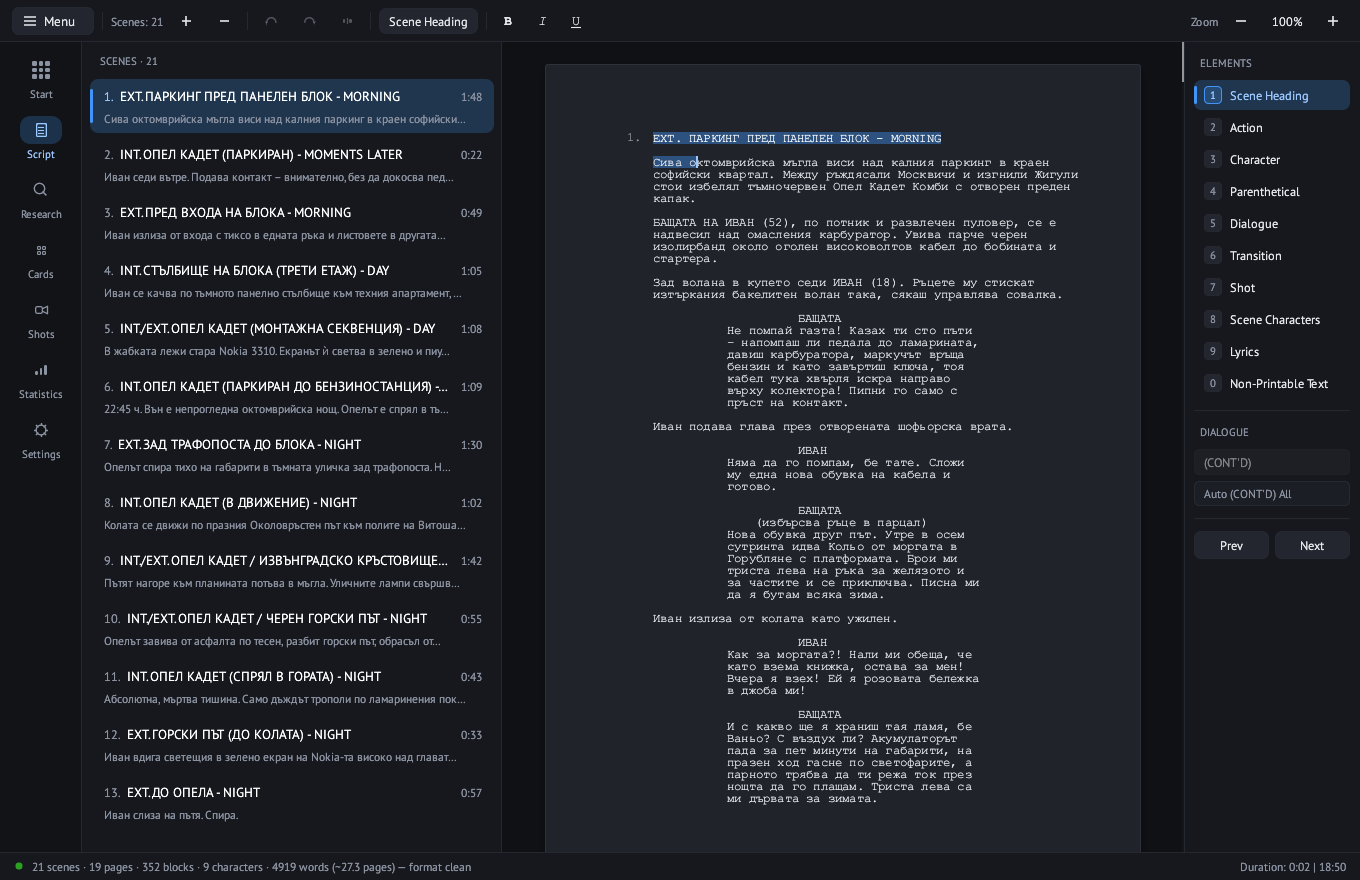 Menu
Scenes: 21
Scene Heading
B I U
Zoom
100%
Start
Script
Research
Cards
Shots
Statistics
Settings
SCENES · 21
1. EXT.ПАРКИНГ ПРЕД ПАНЕЛЕН БЛОК - MORNING 1:48
Сива октомврийска мъгла виси над калния паркинг в краен софийски…
2. INT.ОПЕЛ КАДЕТ (ПАРКИРАН) - MOMENTS LATER 0:22
Иван седи вътре. Подава контакт – внимателно, без да докосва пед…
3. EXT.ПРЕД ВХОДА НА БЛОКА - MORNING 0:49
Иван излиза от входа с тиксо в едната ръка и листовете в другата…
4. INT.СТЪЛБИЩЕ НА БЛОКА (ТРЕТИ ЕТАЖ) - DAY 1:05
Иван се качва по тъмното панелно стълбище към техния апартамент, …
5. INT./EXT.ОПЕЛ КАДЕТ (МОНТАЖНА СЕКВЕНЦИЯ) - DAY 1:08
В жабката лежи стара Nokia 3310. Екранът ѝ светва в зелено и пиу…
6. INT.ОПЕЛ КАДЕТ (ПАРКИРАН ДО БЕНЗИНОСТАНЦИЯ) -… 1:09
22:45 ч. Вън е непрогледна октомврийска нощ. Опелът е спрял в тъ…
7. EXT.ЗАД ТРАФОПОСТА ДО БЛОКА - NIGHT 1:30
Опелът спира тихо на габарити в тъмната уличка зад трафопоста. Н…
8. INT.ОПЕЛ КАДЕТ (В ДВИЖЕНИЕ) - NIGHT 1:02
Колата се движи по празния Околовръстен път към полите на Витоша…
9. INT./EXT.ОПЕЛ КАДЕТ / ИЗВЪНГРАДСКО КРЪСТОВИЩЕ… 1:42
Пътят нагоре към планината потъва в мъгла. Уличните лампи свършв…
10. INT./EXT.ОПЕЛ КАДЕТ / ЧЕРЕН ГОРСКИ ПЪТ - NIGHT 0:55
Опелът завива от асфалта по тесен, разбит горски път, обрасъл от…
11. INT.ОПЕЛ КАДЕТ (СПРЯЛ В ГОРАТА) - NIGHT 0:43
Абсолютна, мъртва тишина. Само дъждът трополи по ламаринения пок…
12. EXT.ГОРСКИ ПЪТ (ДО КОЛАТА) - NIGHT 0:33
Иван вдига светещия в зелено екран на Nokia-та високо над глават…
13. EXT.ДО ОПЕЛА - NIGHT 0:57
Иван слиза на пътя. Спира.
1. EXT. ПАРКИНГ ПРЕД ПАНЕЛЕН БЛОК - MORNING
Сива октомврийска мъгла виси над калния паркинг в краен
софийски квартал. Между ръждясали Москвичи и изгнили Жигули
стои избелял тъмночервен Опел Кадет Комби с отворен преден
капак.
БАЩАТА НА ИВАН (52), по потник и развлечен пуловер, се е
надвесил над омасления карбуратор. Увива парче черен
изолирбанд около оголен високоволтов кабел до бобината и
стартера.
Зад волана в купето седи ИВАН (18). Ръцете му стискат
изтъркания бакелитен волан така, сякаш управлява совалка.
БАЩАТА
Не помпай газта! Казах ти сто пъти
– напомпаш ли педала до ламарината,
давиш карбуратора, маркучът връща
бензин и като завъртиш ключа, тоя
кабел тука хвърля искра направо
върху колектора! Пипни го само с
пръст на контакт.
Иван подава глава през отворената шофьорска врата.
ИВАН
Няма да го помпам, бе тате. Сложи
му една нова обувка на кабела и
готово.
БАЩАТА
(избърсва ръце в парцал)
Нова обувка друг път. Утре в осем
сутринта идва Кольо от моргата в
Горубляне с платформата. Брои ми
триста лева на ръка за желязото и
за частите и се приключва. Писна ми
да я бутам всяка зима.
Иван излиза от колата като ужилен.
ИВАН
Как за моргата?! Нали ми обеща, че
като взема книжка, остава за мен!
Вчера я взех! Ей я розовата бележка
в джоба ми!
БАЩАТА
И с какво ще я храниш тая ламя, бе
Ваньо? С въздух ли? Акумулаторът
пада за пет минути на габарити, на
празен ход гасне по светофарите, а
парното трябва да ти режа ток през
нощта да го плащам. Триста лева са
ми дървата за зимата.
ELEMENTS
1 Scene Heading
2 Action
3 Character
4 Parenthetical
5 Dialogue
6 Transition
7 Shot
8 Scene Characters
9 Lyrics
0 Non-Printable Text
DIALOGUE
(CONT'D)
Auto (CONT'D) All
Prev Next
21 scenes · 19 pages · 352 blocks · 9 characters · 4919 words (~27.3 pages) — format clean
Duration: 0:02 | 18:50